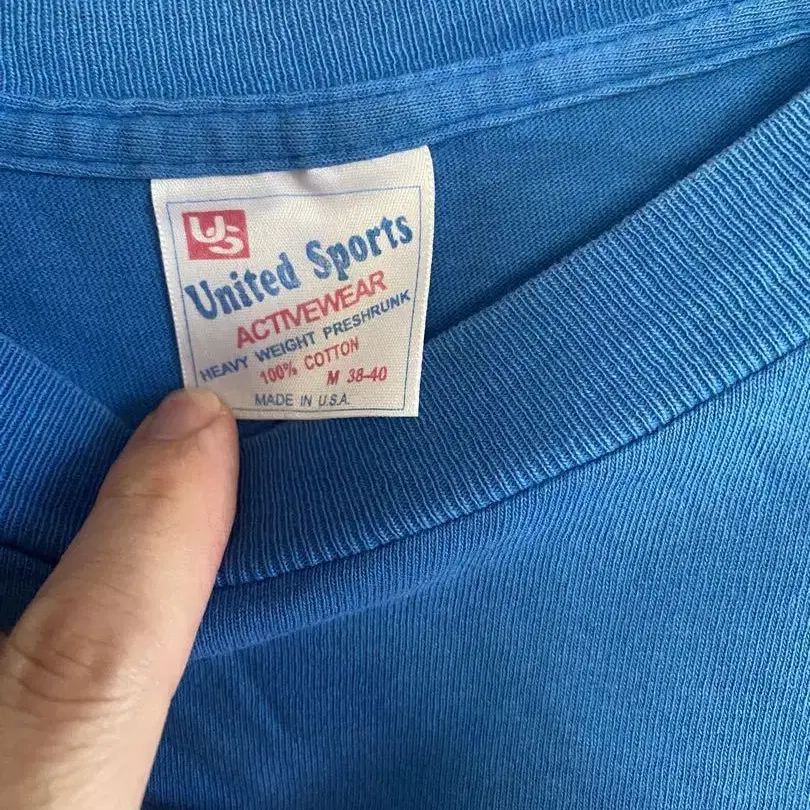 US
United Sports
ACTIVEWEAR
HEAVY WEIGHT PRESHRUNK
100% COTTON
M 38-40
MADE IN U.S.A.